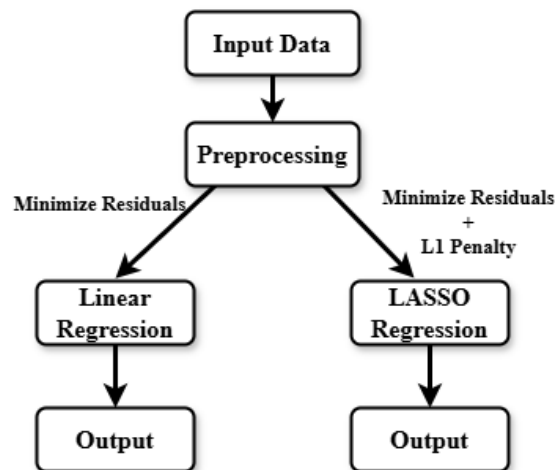 Input Data
Preprocessing
Minimize Residuals
Minimize Residuals
+
L1 Penalty
Linear
Regression
LASSO
Regression
Output
Output